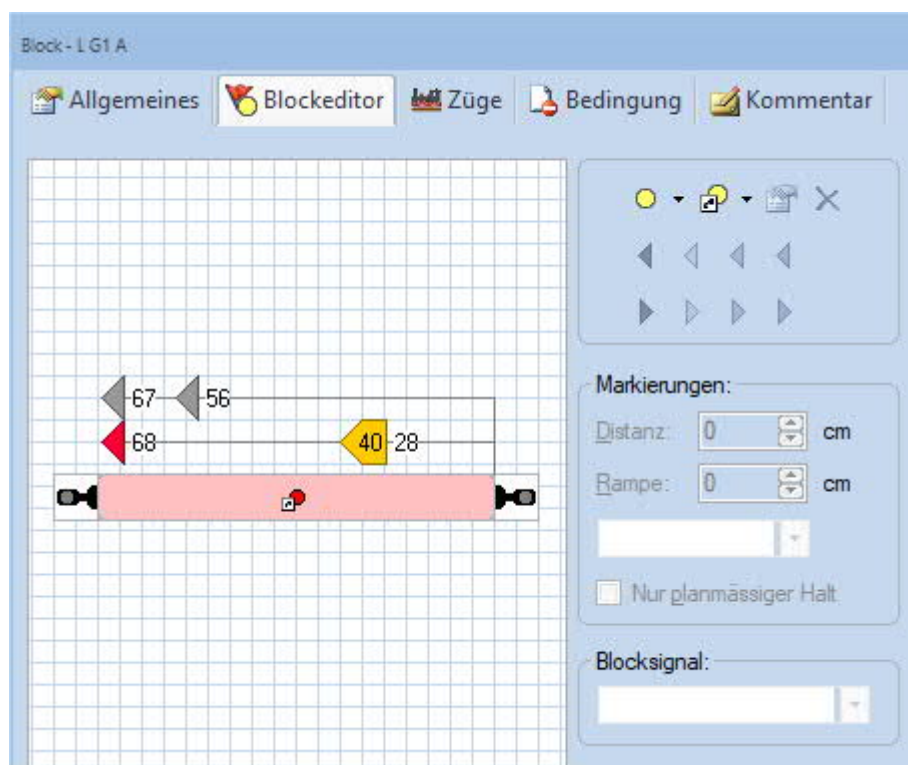 Block - L G1 A
Allgemeines Blockeditor Züge Bedingung Kommentar
67 56
68 40 28
Markierungen:
Distanz: 0 cm
Rampe: 0 cm
Nur planmässiger Halt
Blocksignal: